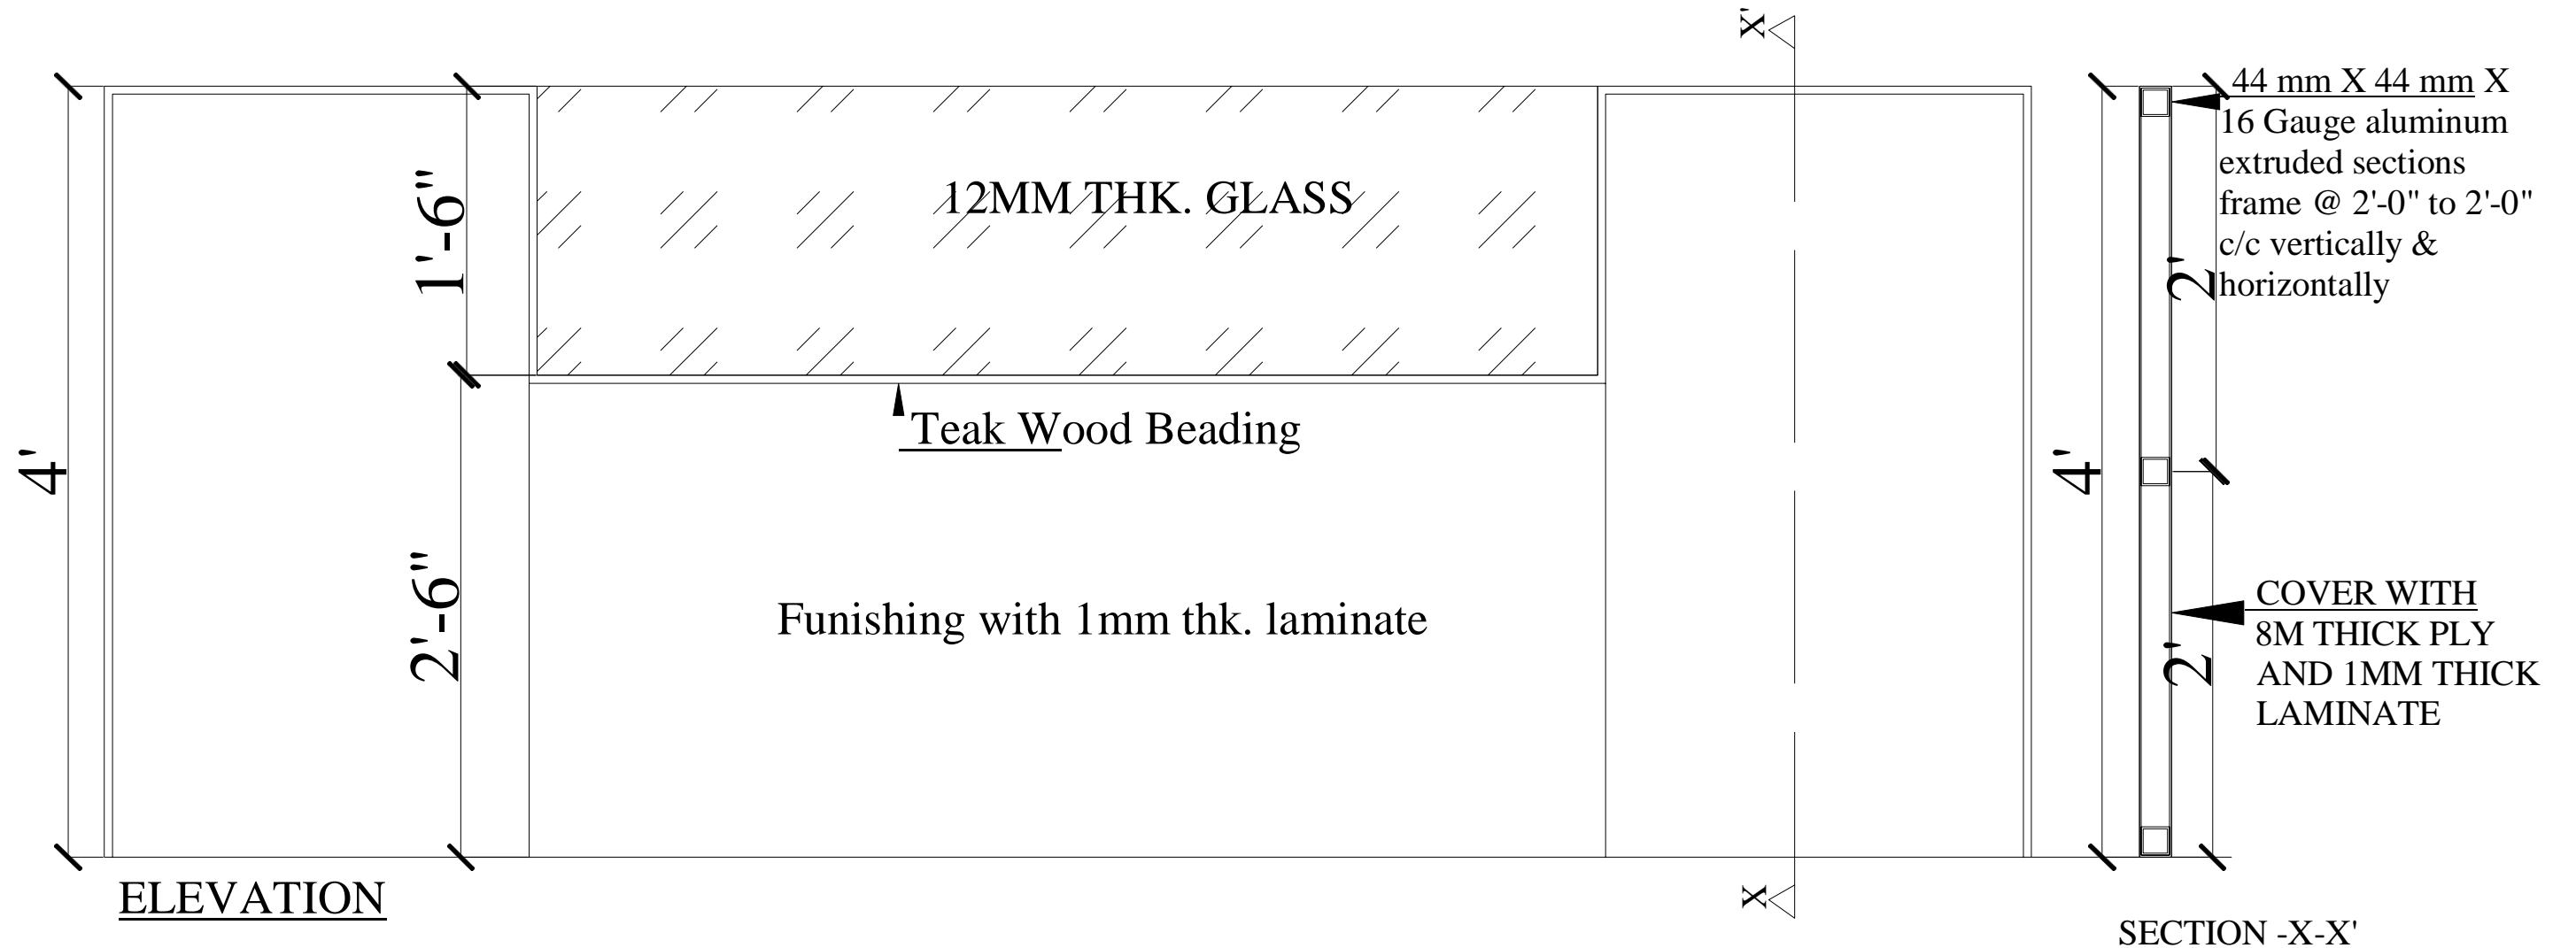 X'
44 mm X 44 mm X
16 Gauge aluminum
extruded sections
frame @ 2'-0" to 2'-0"
c/c vertically &
horizontally
12MM THK. GLASS
1'-6"
2'
Teak Wood Beading
4'
4'
2'-6"
Funishing with 1mm thk. laminate
COVER WITH
8M THICK PLY
AND 1MM THICK
LAMINATE
2'
ELEVATION
X
SECTION -X-X'